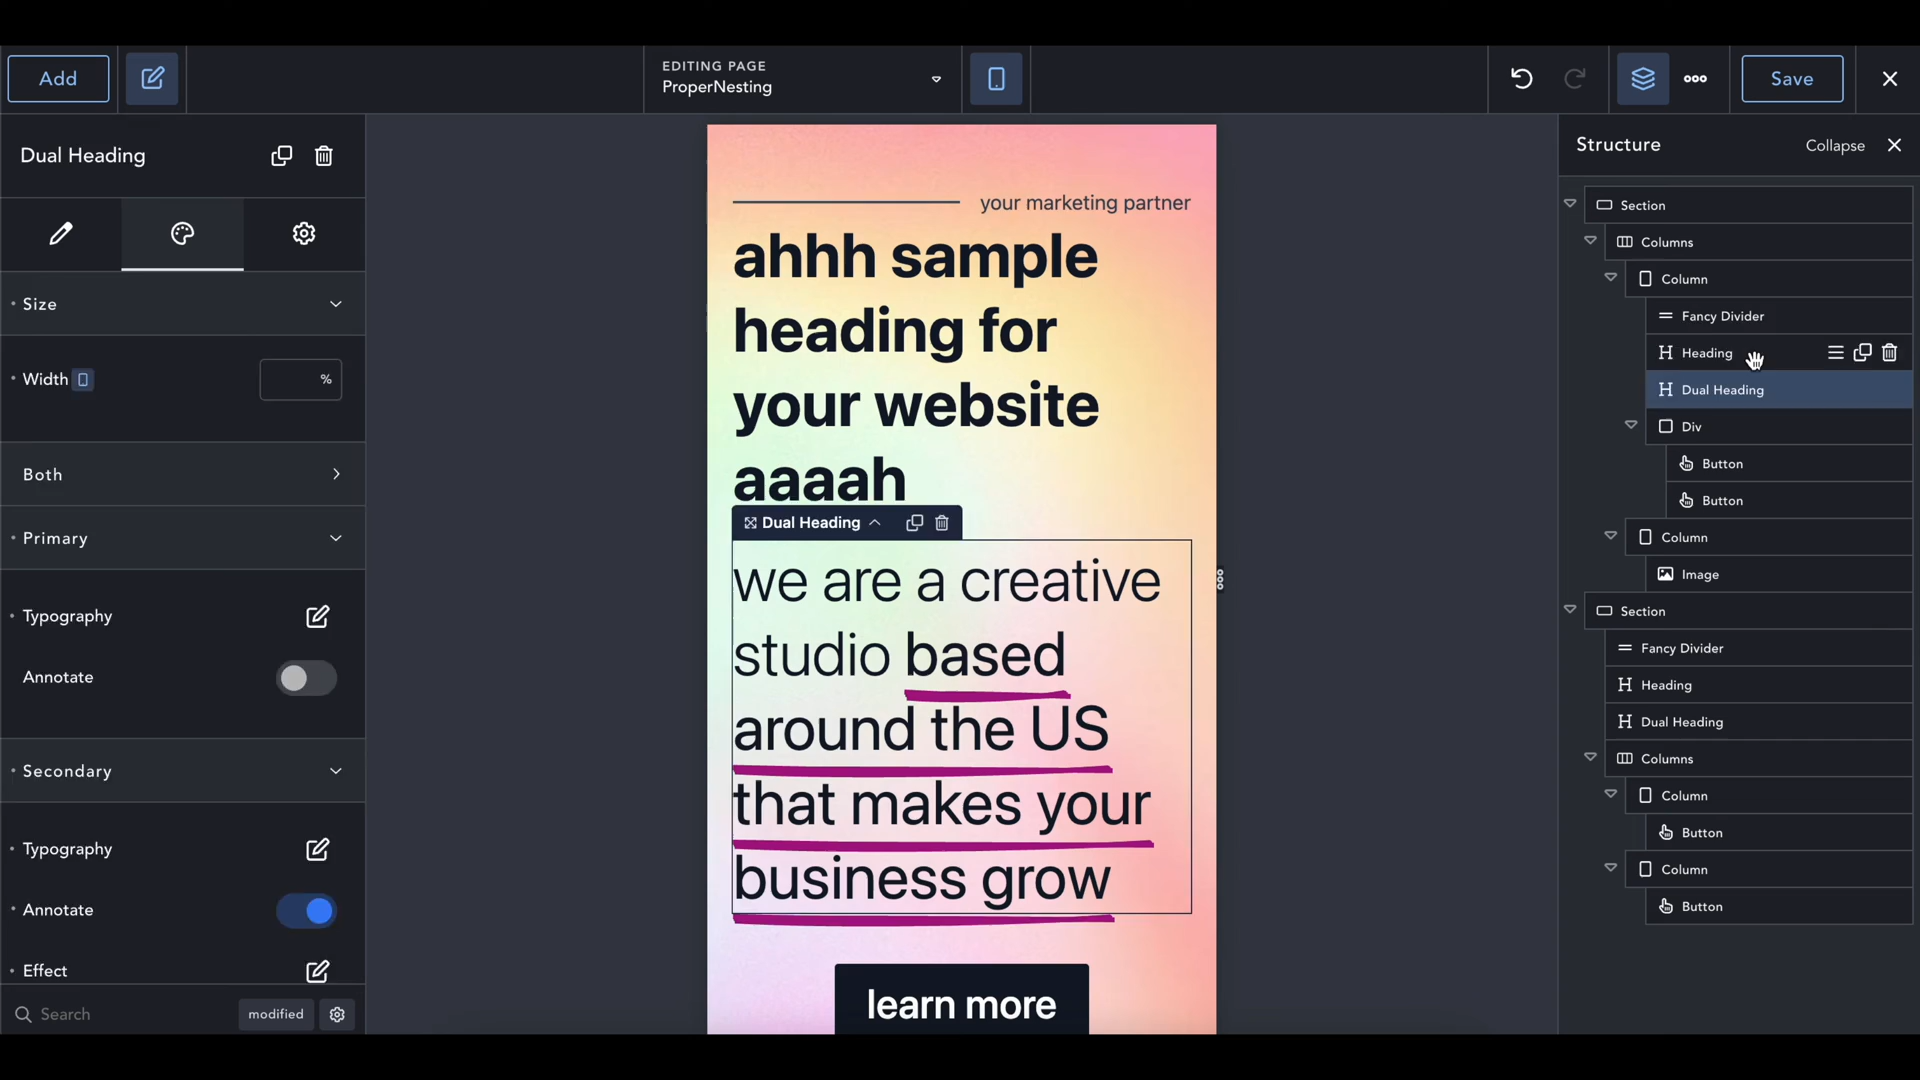 Add
EDITING PAGE
ProperNesting
Save
Dual Heading
Size
Width
%
Both
Primary
Typography
Annotate
Secondary
Typography
Annotate
Effect
Search
modified
your marketing partner
ahhh sample
heading for
your website
aaaah
Dual Heading
we are a creative
studio based
around the US
that makes your
business grow
learn more
Structure
Collapse
Section
Columns
Column
Fancy Divider
Heading
Dual Heading
Div
Button
Button
Column
Image
Section
Fancy Divider
Heading
Dual Heading
Columns
Column
Button
Column
Button